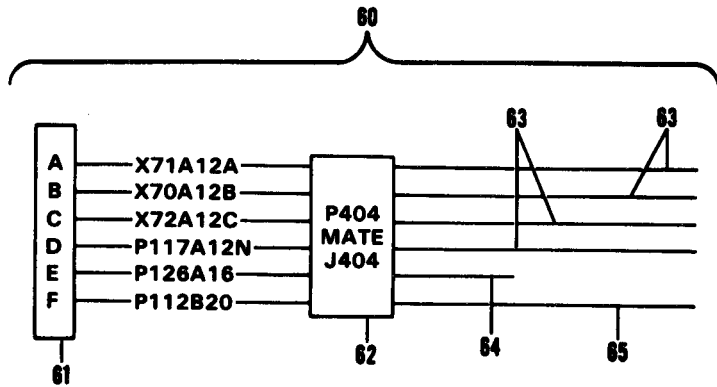 60
63 63
A X71A12A
B X70A12B
C X72A12C
D P117A12N
E P126A16
F P112B20
P404
MATE
J404
61
62
64
65